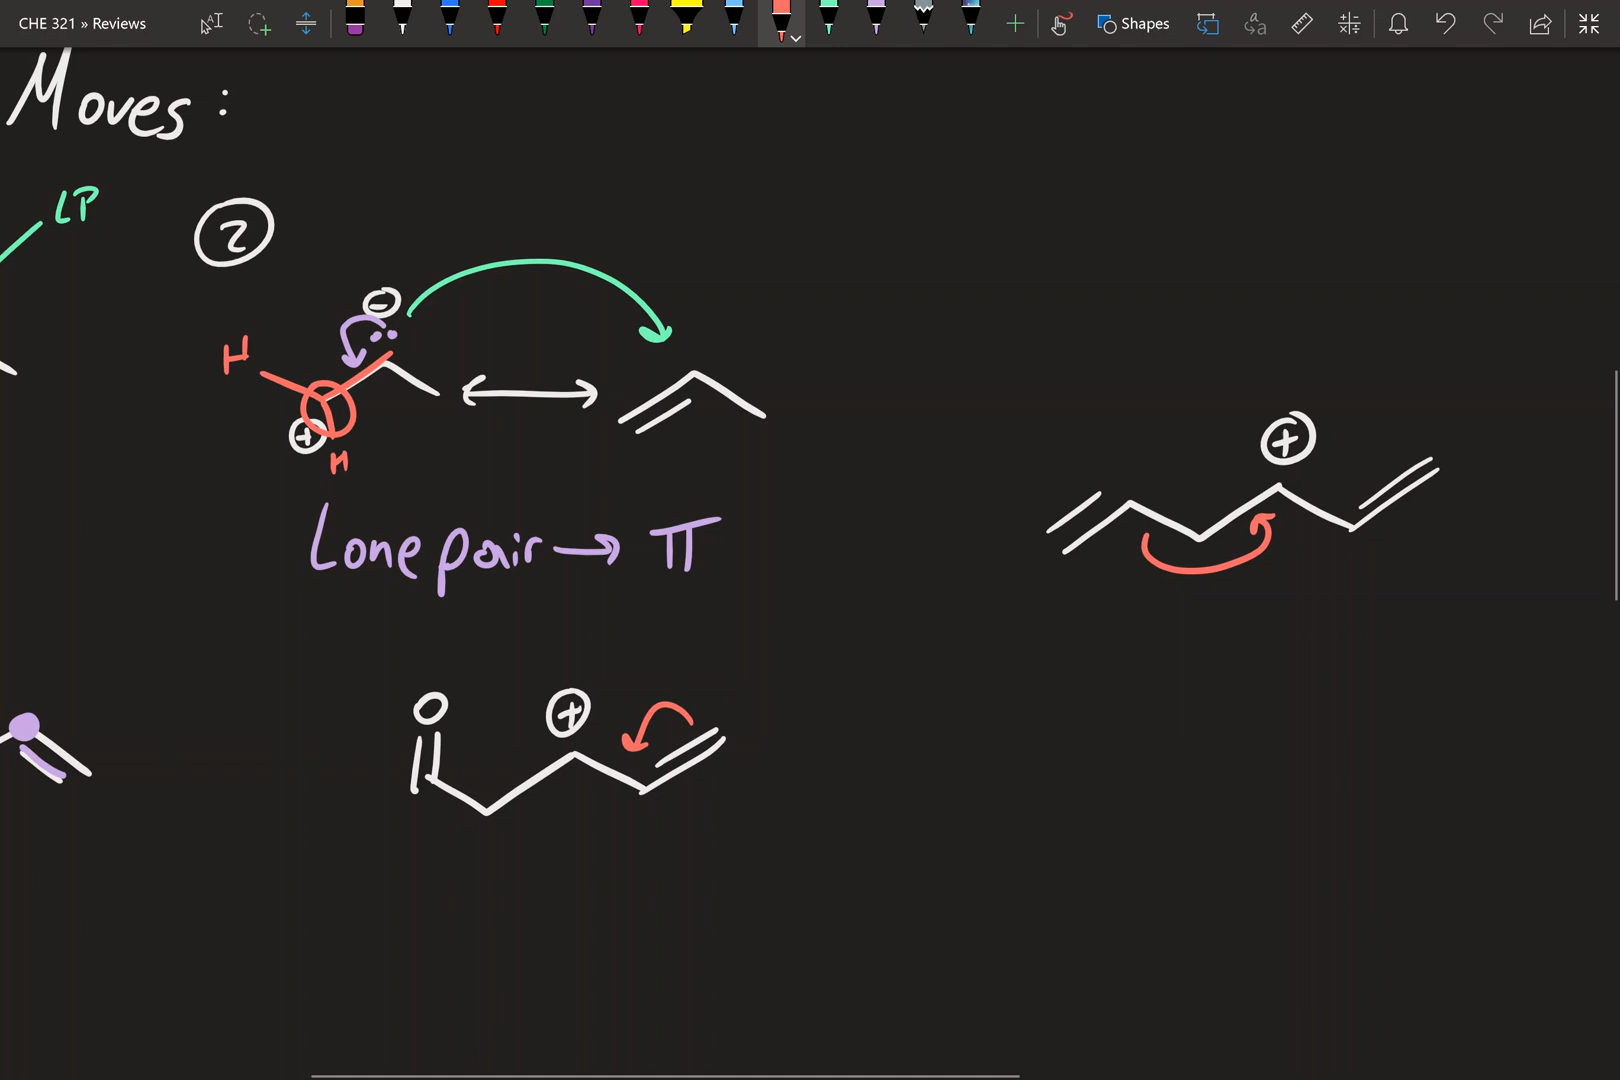 CHE 321 » Reviews
Shapes
Moves :
LP
2
H
−
+
H
Lone pair → π
+
O
+